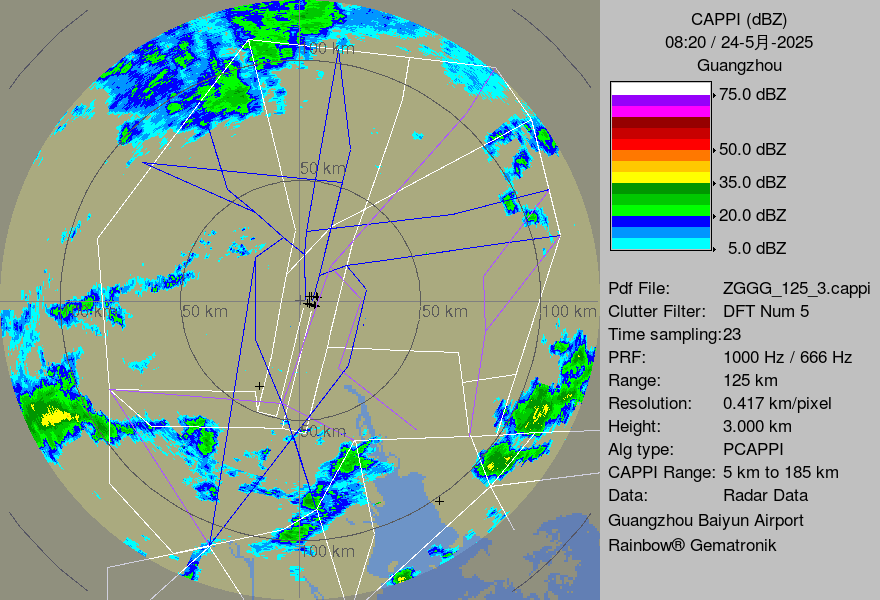 CAPPI (dBZ)
08:20 / 24-5月-2025
Guangzhou
75.0 dBZ
50.0 dBZ
35.0 dBZ
20.0 dBZ
5.0 dBZ
Pdf File: ZGGG_125_3.cappi
Clutter Filter: DFT Num 5
Time sampling:23
PRF: 1000 Hz / 666 Hz
Range: 125 km
Resolution: 0.417 km/pixel
Height: 3.000 km
Alg type: PCAPPI
CAPPI Range: 5 km to 185 km
Data: Radar Data
Guangzhou Baiyun Airport
Rainbow® Gematronik
100 km
50 km
100 km
50 km
50 km
100 km
50 km
100 km